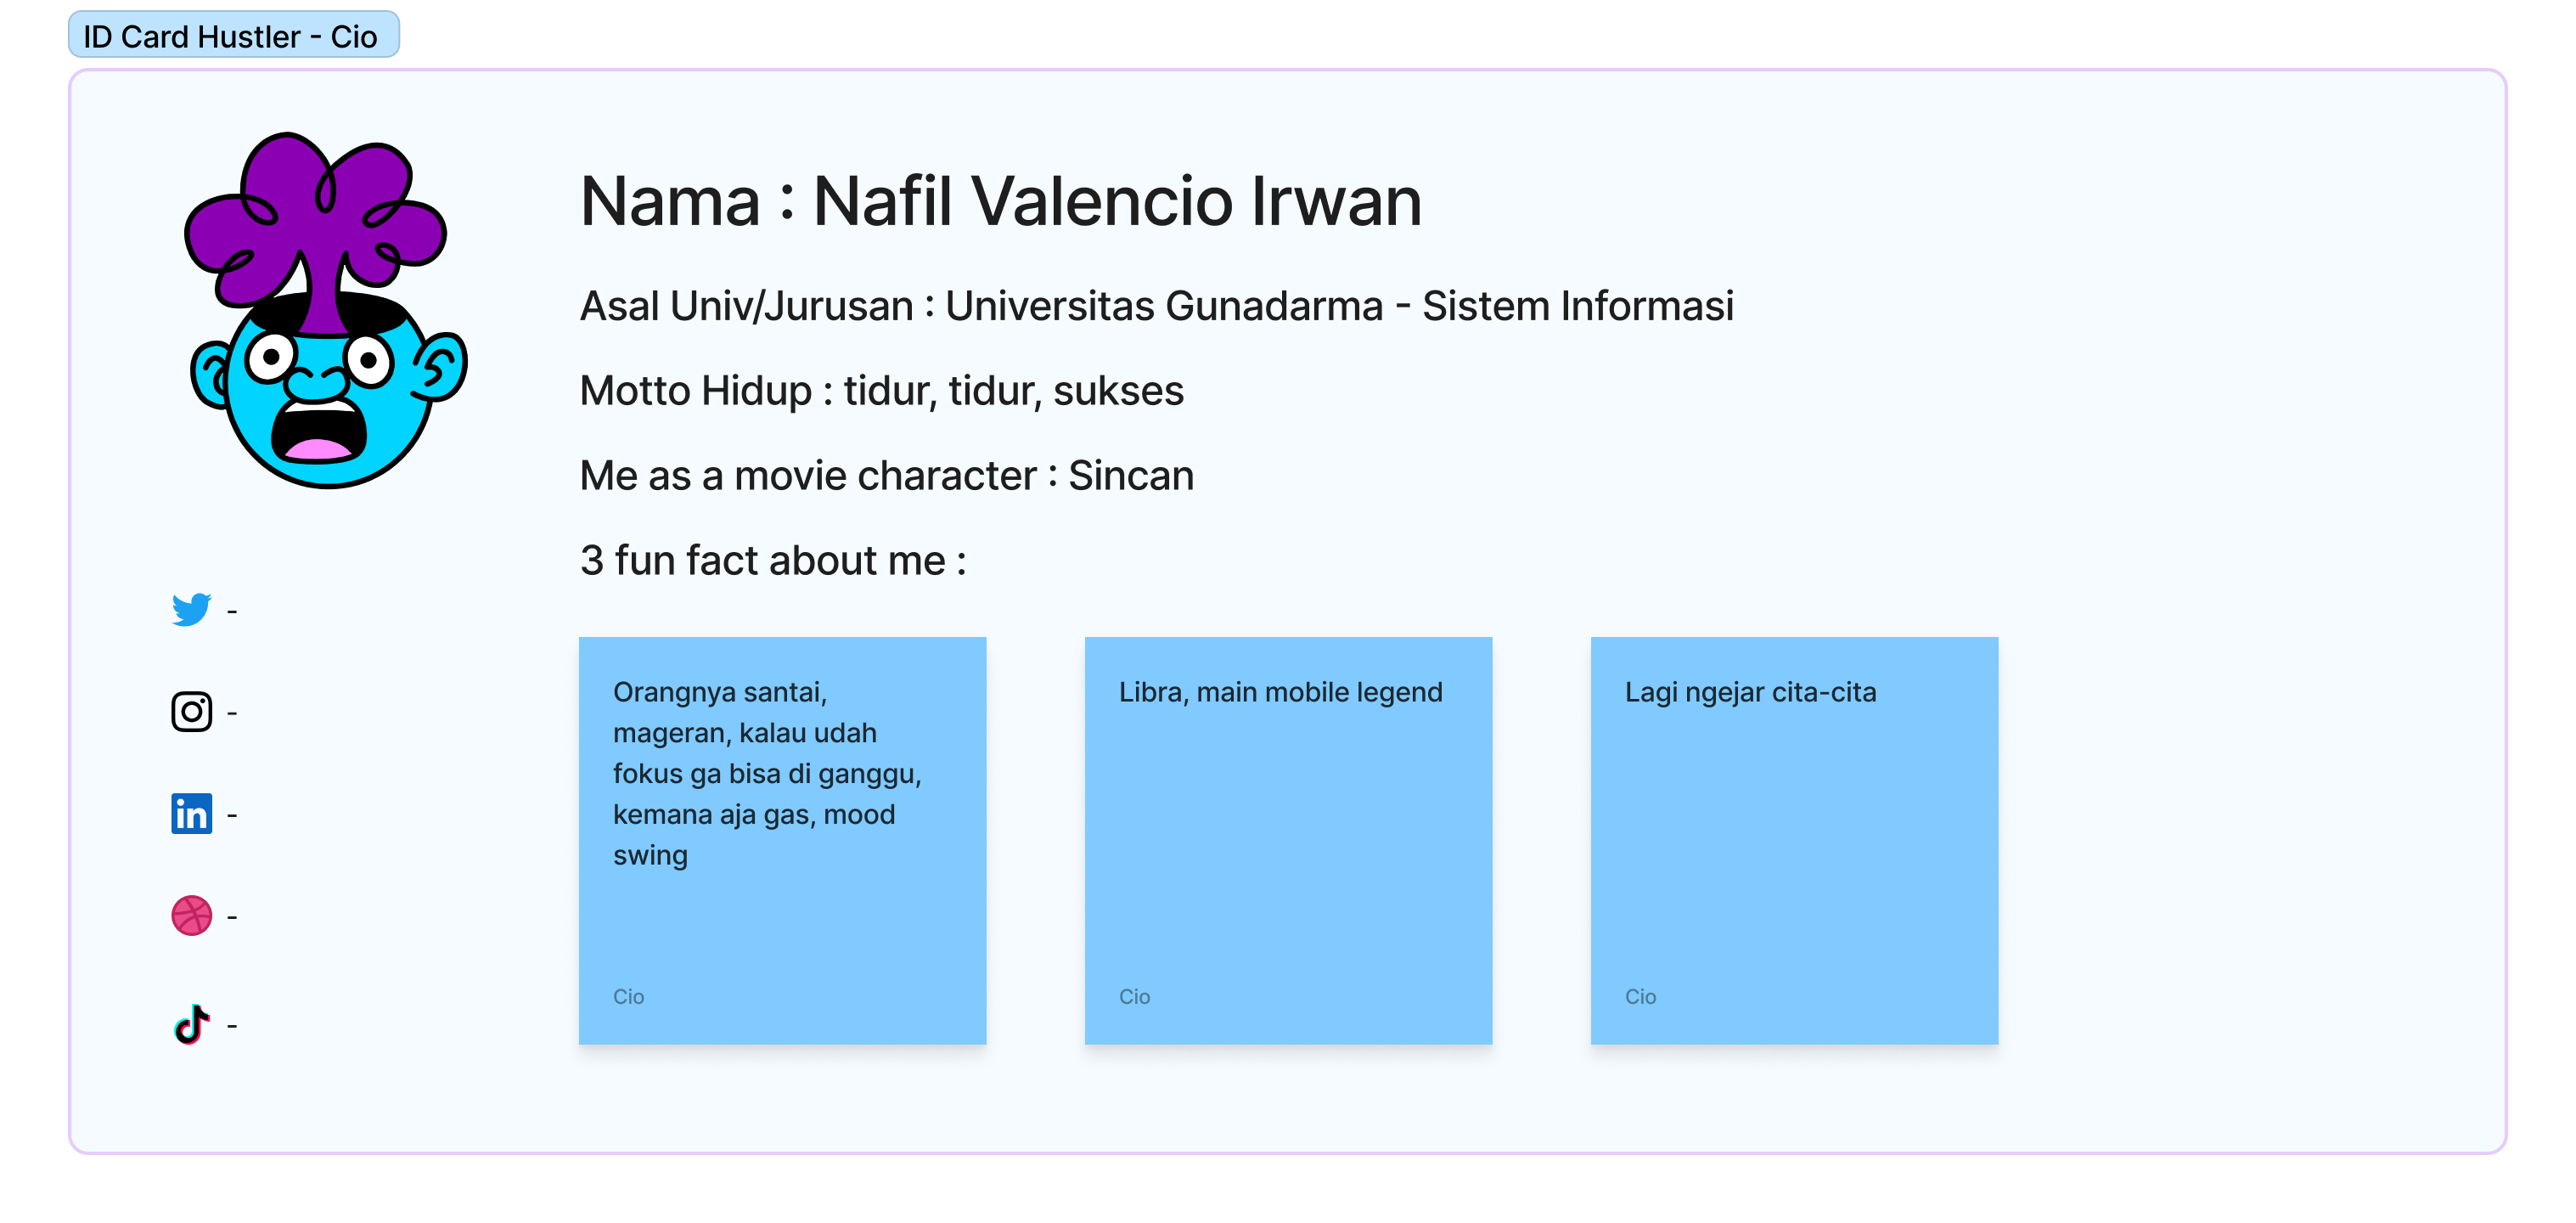 ID Card Hustler - Cio
Nama : Nafil Valencio Irwan
Asal Univ/Jurusan : Universitas Gunadarma - Sistem Informasi
Motto Hidup : tidur, tidur, sukses
Me as a movie character : Sincan
3 fun fact about me :
-
-
in -
-
-
Orangnya santai,
mageran, kalau udah
fokus ga bisa di ganggu,
kemana aja gas, mood
swing
Cio
Libra, main mobile legend
Cio
Lagi ngejar cita-cita
Cio